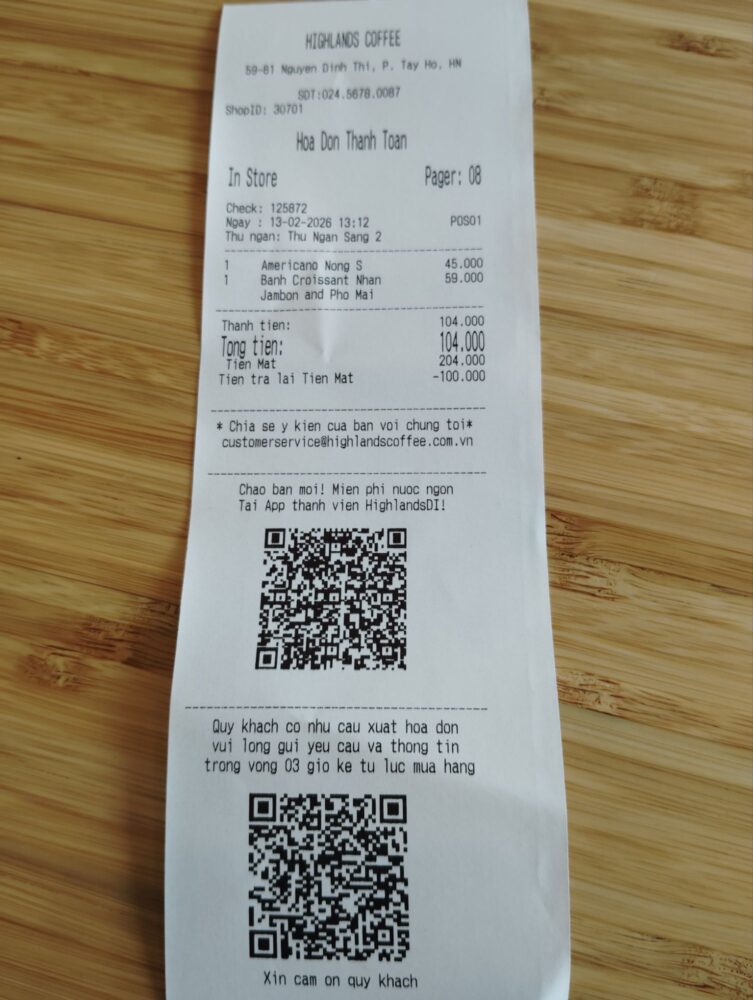 HIGHLANDS COFFEE
59-61 Nguyen Dinh Thi, P. Tay Ho, HN
SDT:024.5678.0087
ShopID: 30701
Hoa Don Thanh Toan
In Store Pager: 08
Check: 125872
Ngay : 13-02-2026 13:12 POS01
Thu ngan: Thu Ngan Sang 2
1 Americano Nong S 45.000
1 Banh Croissant Nhan 59.000
Jambon and Pho Mai
Thanh tien: 104.000
Tong tien: 104.000
Tien Mat 204.000
Tien tra lai Tien Mat -100.000
* Chia se y kien cua ban voi chung toi*
customerservice@highlandscoffee.com.vn
Chao ban moi! Mien phi nuoc ngon
Tai App thanh vien HighlandsDI!
Quy khach co nhu cau xuat hoa don
vui long gui yeu cau va thong tin
trong vong 03 gio ke tu luc mua hang
Xin cam on quy khach